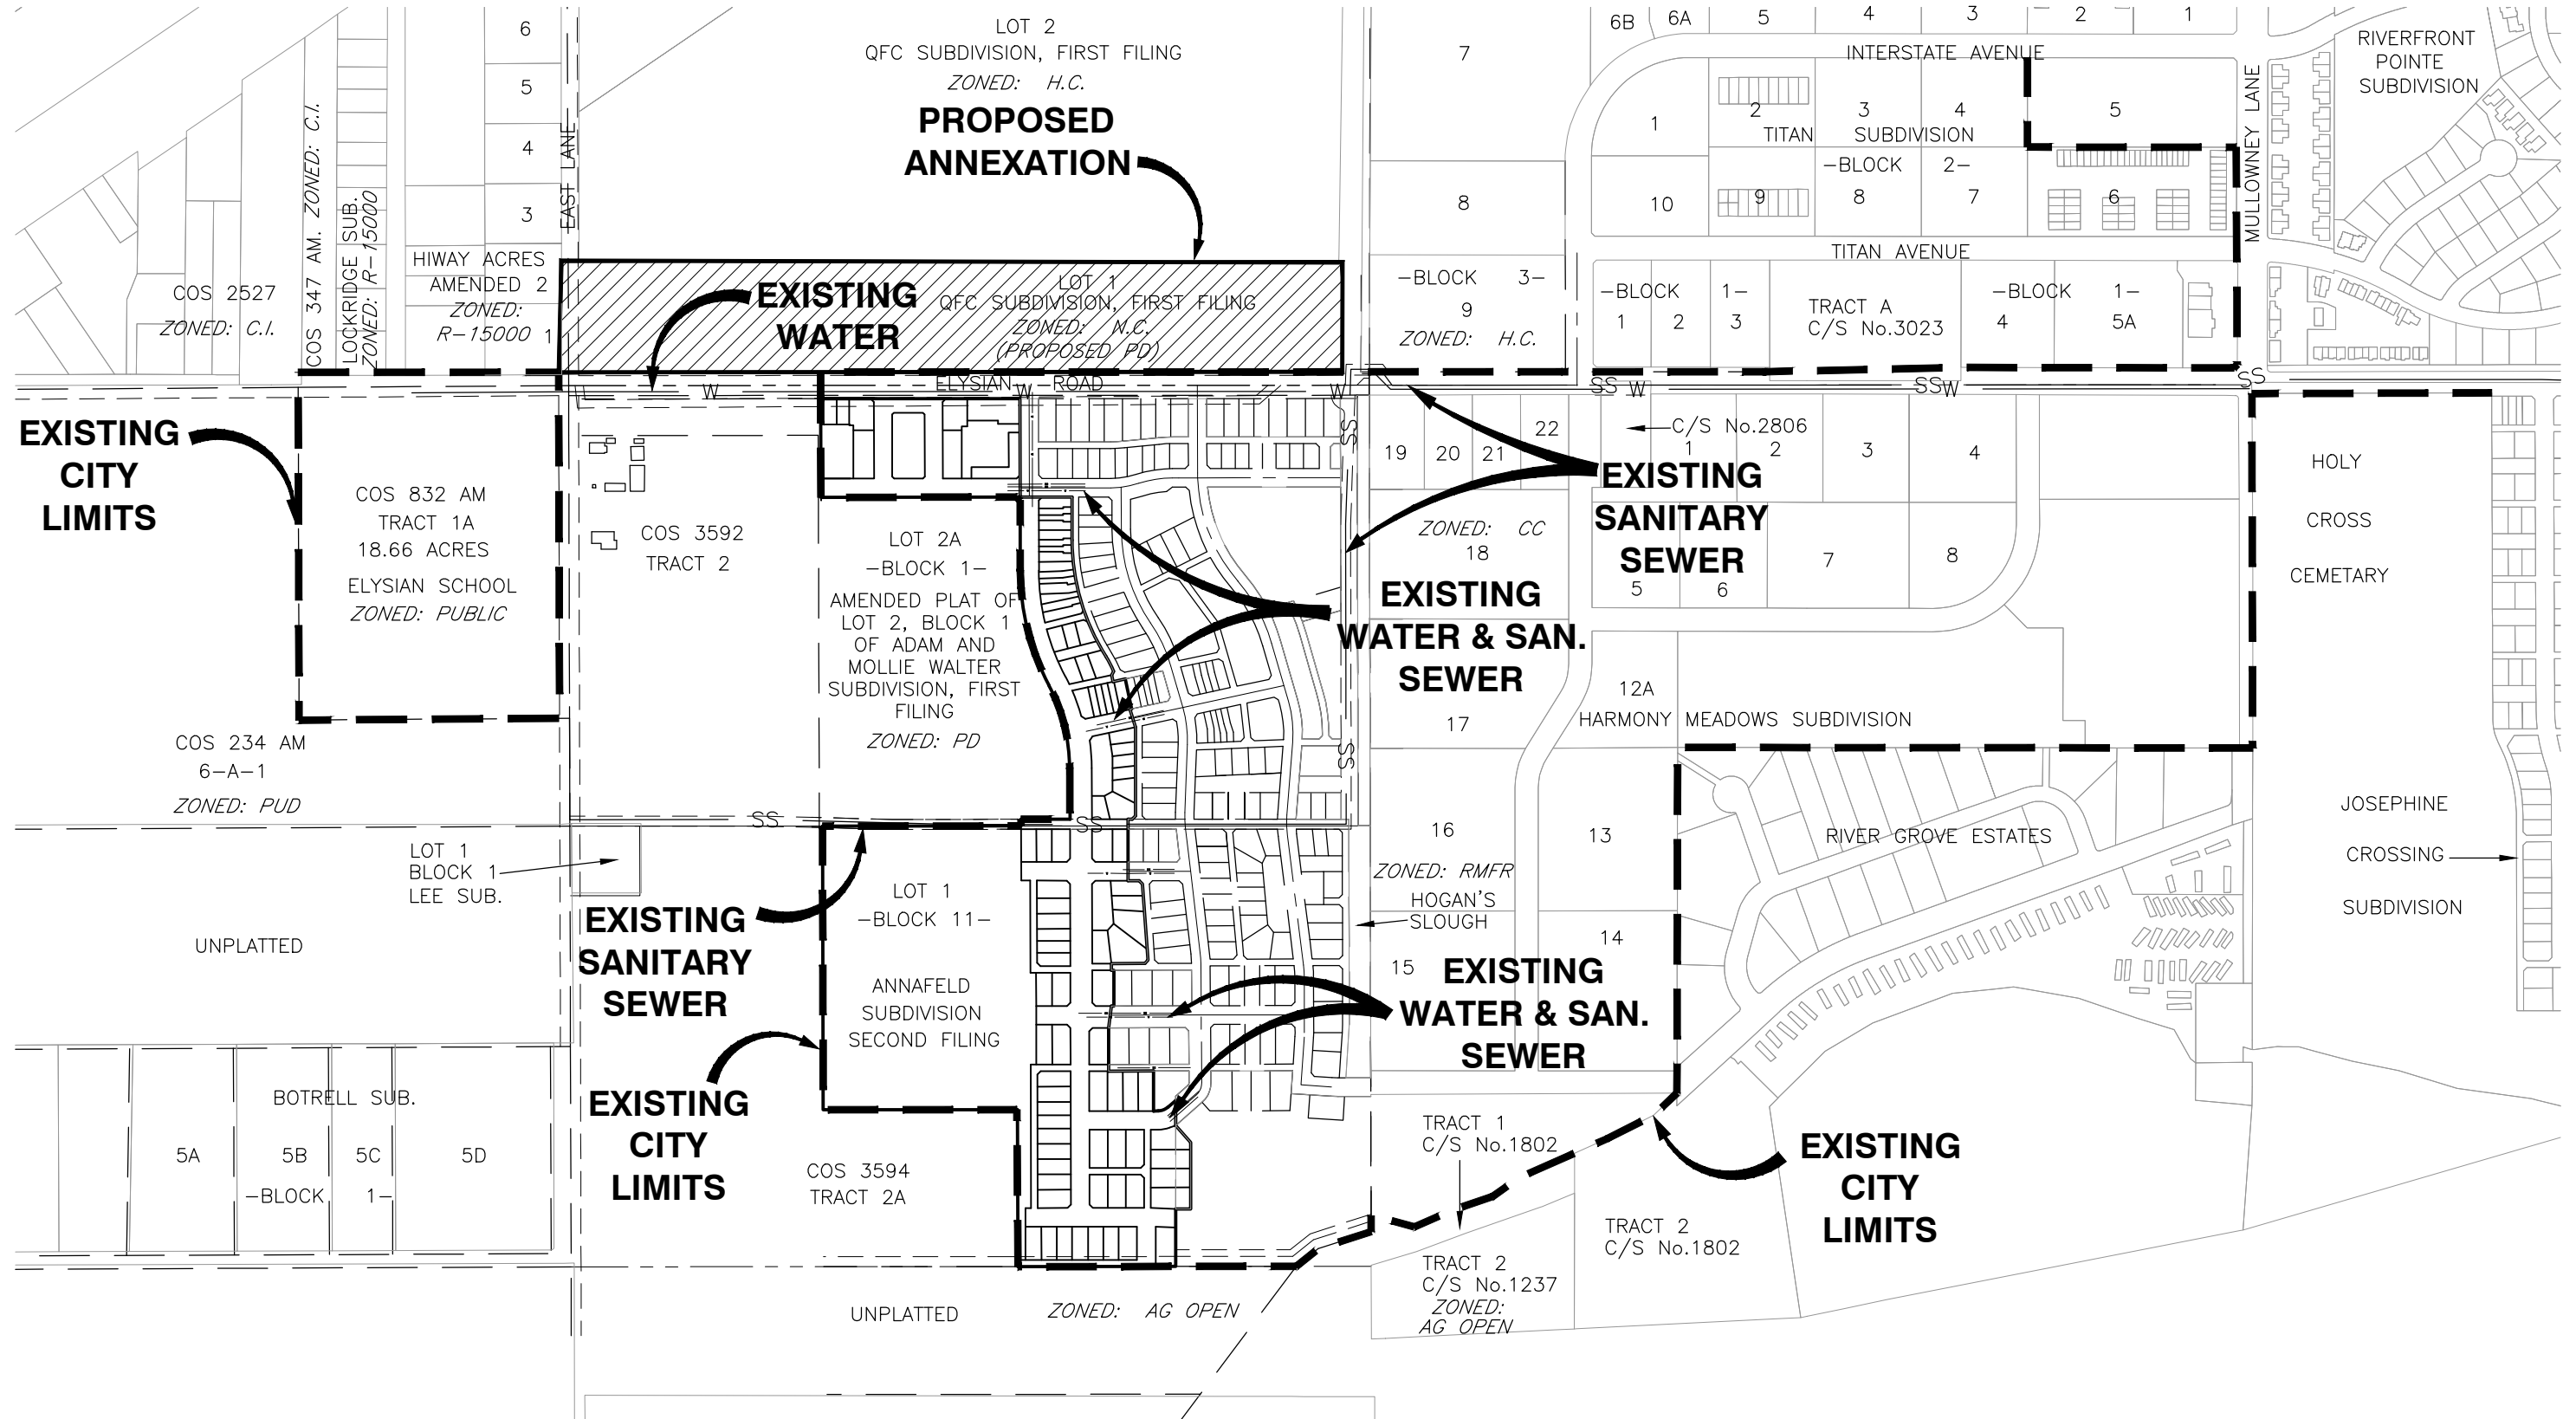 6
5
4
3
EAST LANE
LOT 2
QFC SUBDIVISION, FIRST FILING
ZONED: H.C.
PROPOSED
ANNEXATION
7
8
-BLOCK 3-
9
ZONED: H.C.
6B
6A
5
4
3
2
1
INTERSTATE AVENUE
1
2
3
4
5
TITAN SUBDIVISION
-BLOCK 2-
10
9
8
7
6
TITAN AVENUE
MULLOWNEY LANE
RIVERFRONT
POINTE
SUBDIVISION
-BLOCK 1-
1
2
3
TRACT A
C/S No.3023
-BLOCK 1-
4
5A
COS 2527
ZONED: C.I.
COS 347 AM. ZONED: C.I.
LOCKRIDGE SUB.
ZONED: R-15000
HIWAY ACRES
AMENDED 2
ZONED:
R-15000 1
EXISTING
WATER
LOT 1
QFC SUBDIVISION, FIRST FILING
ZONED: N.C.
(PROPOSED PD)
ELYSIAN ROAD
W
W
W
SS
W
SS
W
SS
EXISTING
CITY
LIMITS
COS 832 AM
TRACT 1A
18.66 ACRES
ELYSIAN SCHOOL
ZONED: PUBLIC
COS 3592
TRACT 2
LOT 2A
-BLOCK 1-
AMENDED PLAT OF
LOT 2, BLOCK 1
OF ADAM AND
MOLLIE WALTER
SUBDIVISION, FIRST
FILING
ZONED: PD
SS
SS
19
20
21
22
C/S No.2806
1
2
3
4
EXISTING
SANITARY
SEWER
ZONED: CC
18
5
6
7
8
EXISTING
WATER & SAN.
SEWER
17
12A
HARMONY MEADOWS SUBDIVISION
HOLY
CROSS
CEMETARY
COS 234 AM
6-A-1
ZONED: PUD
SS
SS
LOT 1
BLOCK 1
LEE SUB.
EXISTING
SANITARY
SEWER
LOT 1
-BLOCK 11-
ANNAFELD
SUBDIVISION
SECOND FILING
16
13
ZONED: RMFR
HOGAN'S
SLOUGH
14
15
EXISTING
WATER & SAN.
SEWER
RIVER GROVE ESTATES
JOSEPHINE
CROSSING
SUBDIVISION
UNPLATTED
BOTRELL SUB.
5A
5B
5C
5D
-BLOCK 1-
EXISTING
CITY
LIMITS
COS 3594
TRACT 2A
TRACT 1
C/S No.1802
TRACT 2
C/S No.1802
EXISTING
CITY
LIMITS
TRACT 2
C/S No.1237
ZONED:
AG OPEN
UNPLATTED
ZONED: AG OPEN